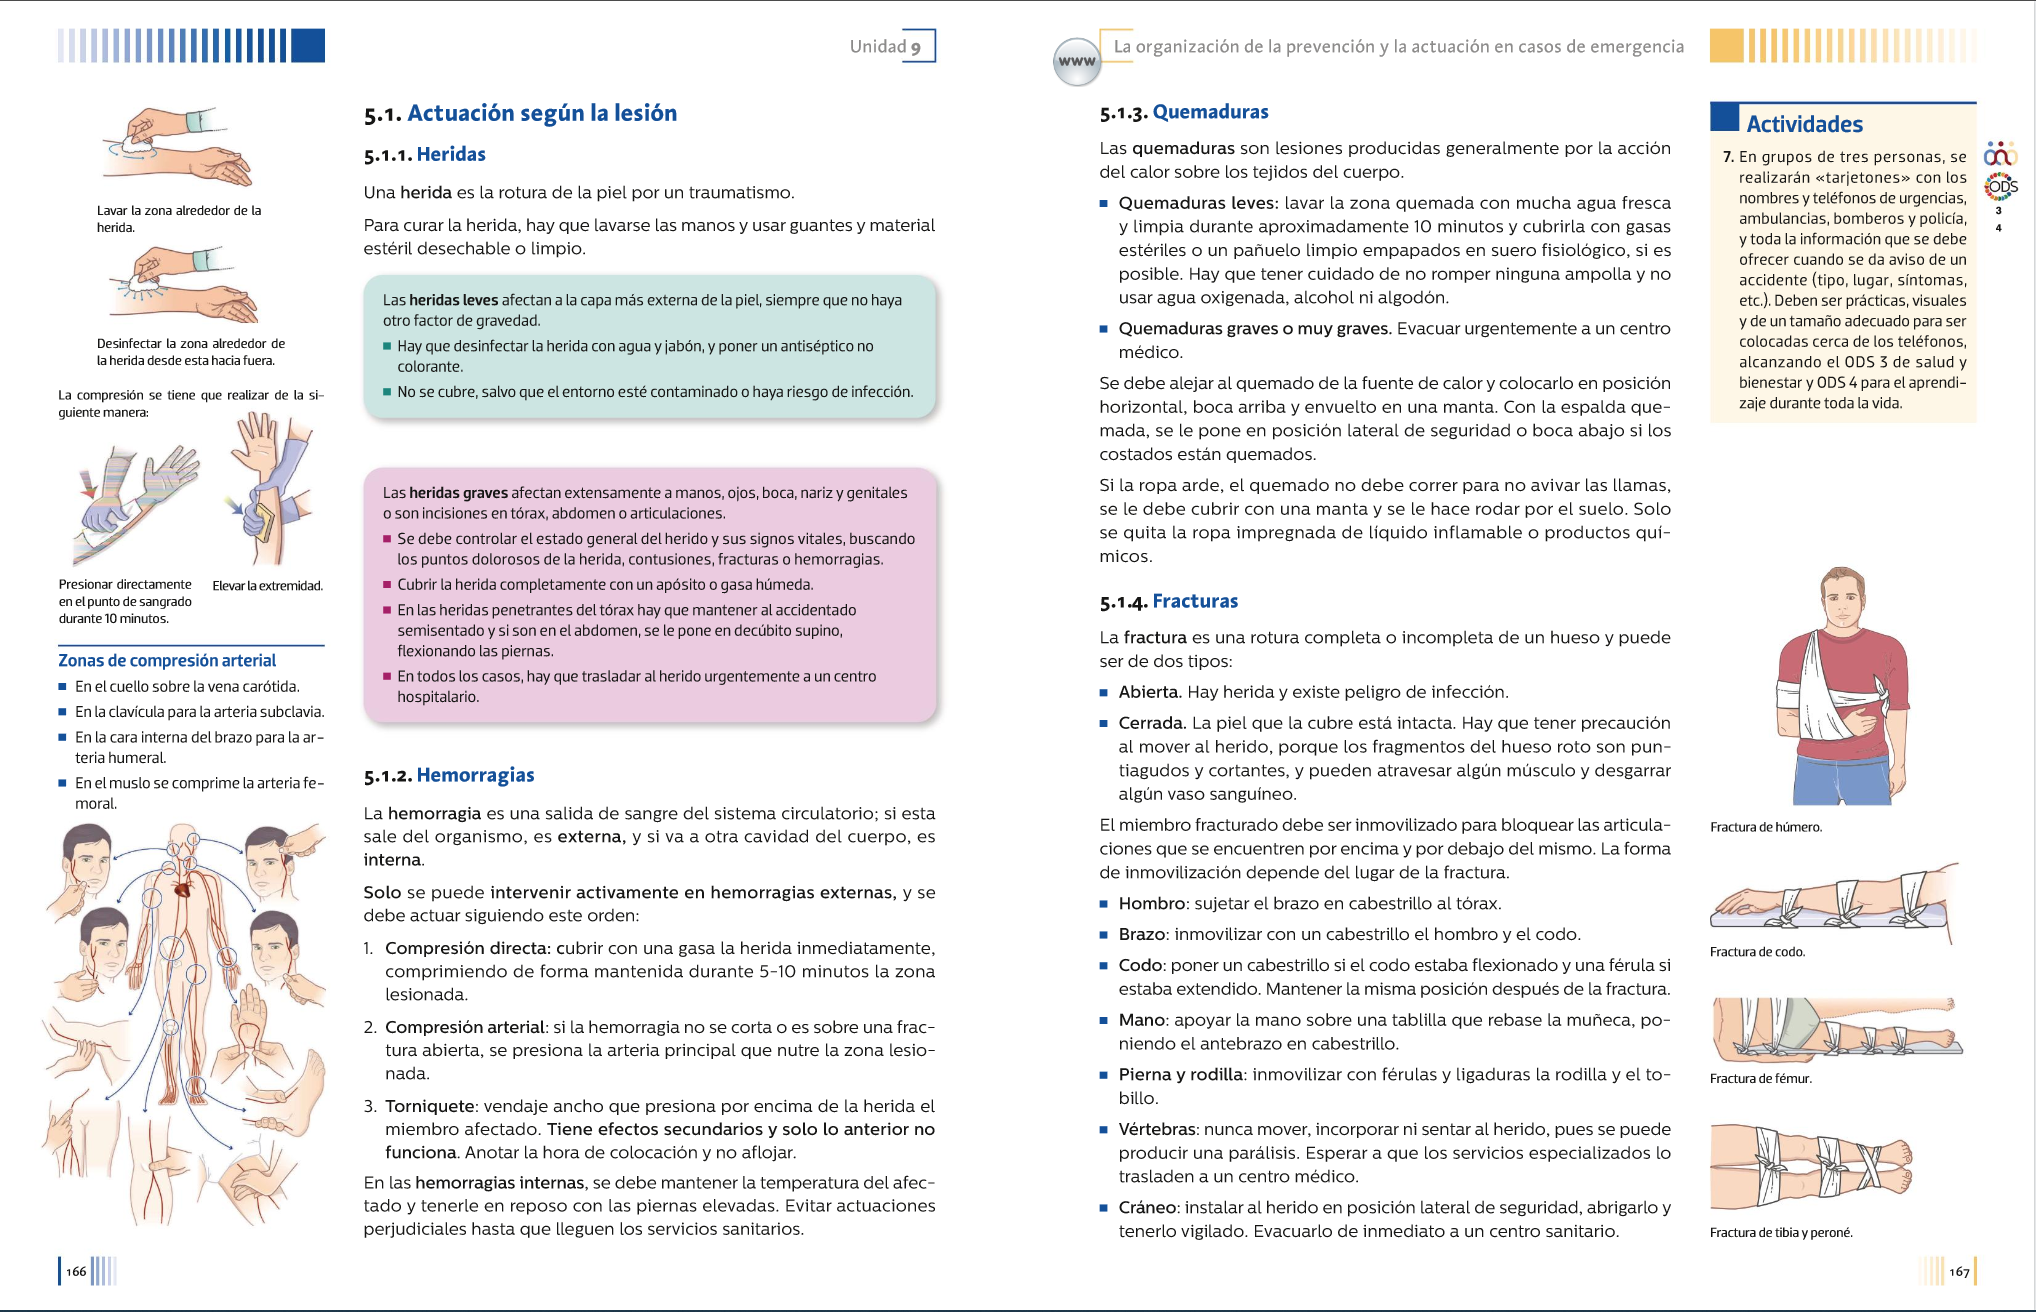 Unidad 9
Lavar la zona alrededor de la
herida.
Desinfectar la zona alrededor de
la herida desde esta hacia fuera.
La compresión se tiene que realizar de la si-
guiente manera:
Presionar directamente
en el punto de sangrado
durante 10 minutos.
Elevar la extremidad.
Zonas de compresión arterial
En el cuello sobre la vena carótida.
En la clavícula para la arteria subclavia.
En la cara interna del brazo para la ar-
teria humeral.
En el muslo se comprime la arteria fe-
moral.
5.1. Actuación según la lesión
5.1.1. Heridas
Una herida es la rotura de la piel por un traumatismo.
Para curar la herida, hay que lavarse las manos y usar guantes y material
estéril desechable o limpio.
Las heridas leves afectan a la capa más externa de la piel, siempre que no haya
otro factor de gravedad.
Hay que desinfectar la herida con agua y jabón, y poner un antiséptico no
colorante.
No se cubre, salvo que el entorno esté contaminado o haya riesgo de infección.
Las heridas graves afectan extensamente a manos, ojos, boca, nariz y genitales
o son incisiones en tórax, abdomen o articulaciones.
Se debe controlar el estado general del herido y sus signos vitales, buscando
los puntos dolorosos de la herida, contusiones, fracturas o hemorragias.
Cubrir la herida completamente con un apósito o gasa húmeda.
En las heridas penetrantes del tórax hay que mantener al accidentado
semisentado y si son en el abdomen, se le pone en decúbito supino,
flexionando las piernas.
En todos los casos, hay que trasladar al herido urgentemente a un centro
hospitalario.
5.1.2. Hemorragias
La hemorragia es una salida de sangre del sistema circulatorio; si esta
sale del organismo, es externa, y si va a otra cavidad del cuerpo, es
interna.
Solo se puede intervenir activamente en hemorragias externas, y se
debe actuar siguiendo este orden:
1. Compresión directa: cubrir con una gasa la herida inmediatamente,
comprimiendo de forma mantenida durante 5-10 minutos la zona
lesionada.
2. Compresión arterial: si la hemorragia no se corta o es sobre una frac-
tura abierta, se presiona la arteria principal que nutre la zona lesio-
nada.
3. Torniquete: vendaje ancho que presiona por encima de la herida el
miembro afectado. Tiene efectos secundarios y solo lo anterior no
funciona. Anotar la hora de colocación y no aflojar.
En las hemorragias internas, se debe mantener la temperatura del afec-
tado y tenerle en reposo con las piernas elevadas. Evitar actuaciones
perjudiciales hasta que lleguen los servicios sanitarios.
166
www
La organización de la prevención y la actuación en casos de emergencia
5.1.3. Quemaduras
Las quemaduras son lesiones producidas generalmente por la acción
del calor sobre los tejidos del cuerpo.
Quemaduras leves: lavar la zona quemada con mucha agua fresca
y limpia durante aproximadamente 10 minutos y cubrirla con gasas
estériles o un pañuelo limpio empapados en suero fisiológico, si es
posible. Hay que tener cuidado de no romper ninguna ampolla y no
usar agua oxigenada, alcohol ni algodón.
Quemaduras graves o muy graves. Evacuar urgentemente a un centro
médico.
Se debe alejar al quemado de la fuente de calor y colocarlo en posición
horizontal, boca arriba y envuelto en una manta. Con la espalda que-
mada, se le pone en posición lateral de seguridad o boca abajo si los
costados están quemados.
Si la ropa arde, el quemado no debe correr para no avivar las llamas,
se le debe cubrir con una manta y se le hace rodar por el suelo. Solo
se quita la ropa impregnada de líquido inflamable o productos quí-
micos.
5.1.4. Fracturas
La fractura es una rotura completa o incompleta de un hueso y puede
ser de dos tipos:
Abierta. Hay herida y existe peligro de infección.
Cerrada. La piel que la cubre está intacta. Hay que tener precaución
al mover al herido, porque los fragmentos del hueso roto son pun-
tiagudos y cortantes, y pueden atravesar algún músculo y desgarrar
algún vaso sanguíneo.
El miembro fracturado debe ser inmovilizado para bloquear las articula-
ciones que se encuentren por encima y por debajo del mismo. La forma
de inmovilización depende del lugar de la fractura.
Hombro: sujetar el brazo en cabestrillo al tórax.
Brazo: inmovilizar con un cabestrillo el hombro y el codo.
Codo: poner un cabestrillo si el codo estaba flexionado y una férula si
estaba extendido. Mantener la misma posición después de la fractura.
Mano: apoyar la mano sobre una tablilla que rebase la muñeca, po-
niendo el antebrazo en cabestrillo.
Pierna y rodilla: inmovilizar con férulas y ligaduras la rodilla y el to-
billo.
Vértebras: nunca mover, incorporar ni sentar al herido, pues se puede
producir una parálisis. Esperar a que los servicios especializados lo
trasladen a un centro médico.
Cráneo: instalar al herido en posición lateral de seguridad, abrigarlo y
tenerlo vigilado. Evacuarlo de inmediato a un centro sanitario.
Actividades
7. En grupos de tres personas, se
realizarán «tarjetones» con los
nombres y teléfonos de urgencias,
ambulancias, bomberos y policía,
y toda la información que se debe
ofrecer cuando se da aviso de un
accidente (tipo, lugar, síntomas,
etc.). Deben ser prácticas, visuales
y de un tamaño adecuado para ser
colocadas cerca de los teléfonos,
alcanzando el ODS 3 de salud y
bienestar y ODS 4 para el aprendi-
zaje durante toda la vida.
ODS
3
4
Fractura de húmero.
Fractura de codo.
Fractura de fémur.
Fractura de tibia y peroné.
167